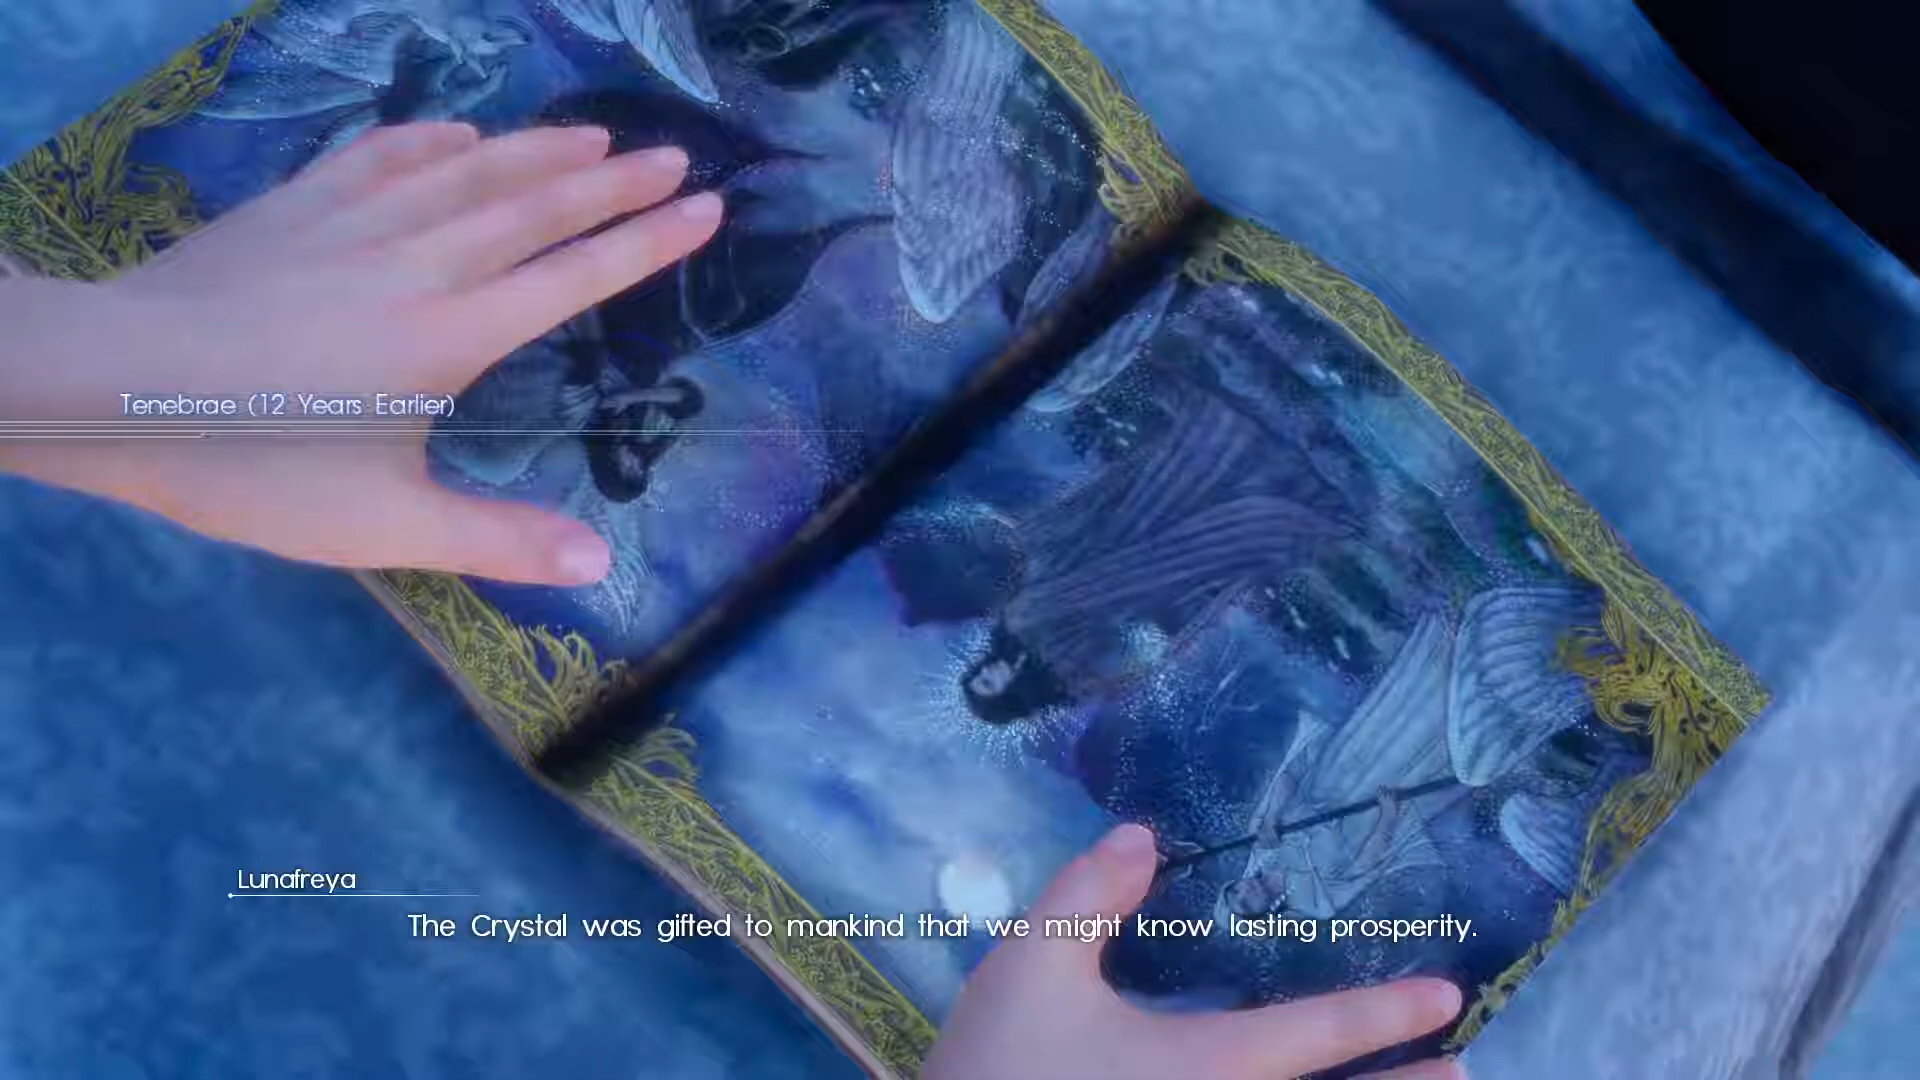 Tenebrae (12 Years Earlier)
Lunafreya
The Crystal was gifted to mankind that we might know lasting prosperity.